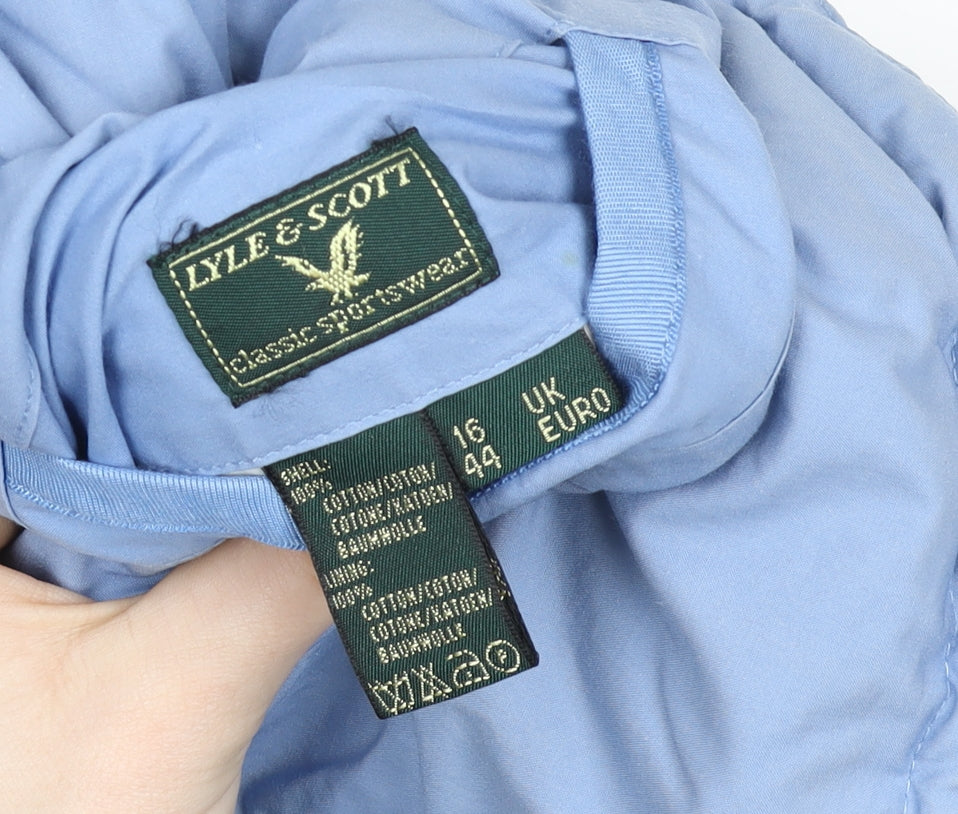 LYLE & SCOTT
classic sportswear
16 UK
44 EURO
SHELL:
100%
COTTON/COTON/
COTONE/KATOEN/
BAUMWOLLE
LINING:
100%
COTTON/COTON/
COTONE/KATOEN/
BAUMWOLLE